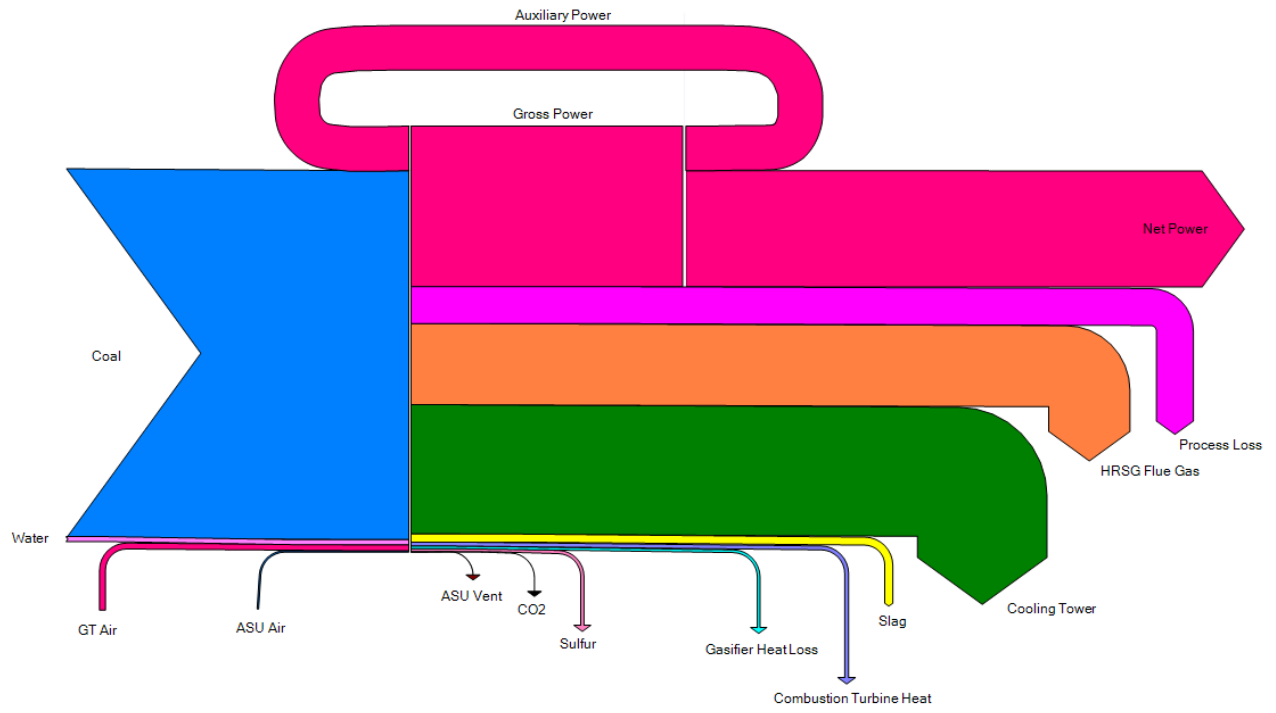 Auxiliary Power
Gross Power
Net Power
Coal
Process Loss
HRSG Flue Gas
Water
ASU Vent
CO2
Cooling Tower
GT Air
ASU Air
Slag
Sulfur
Gasifier Heat Loss
Combustion Turbine Heat